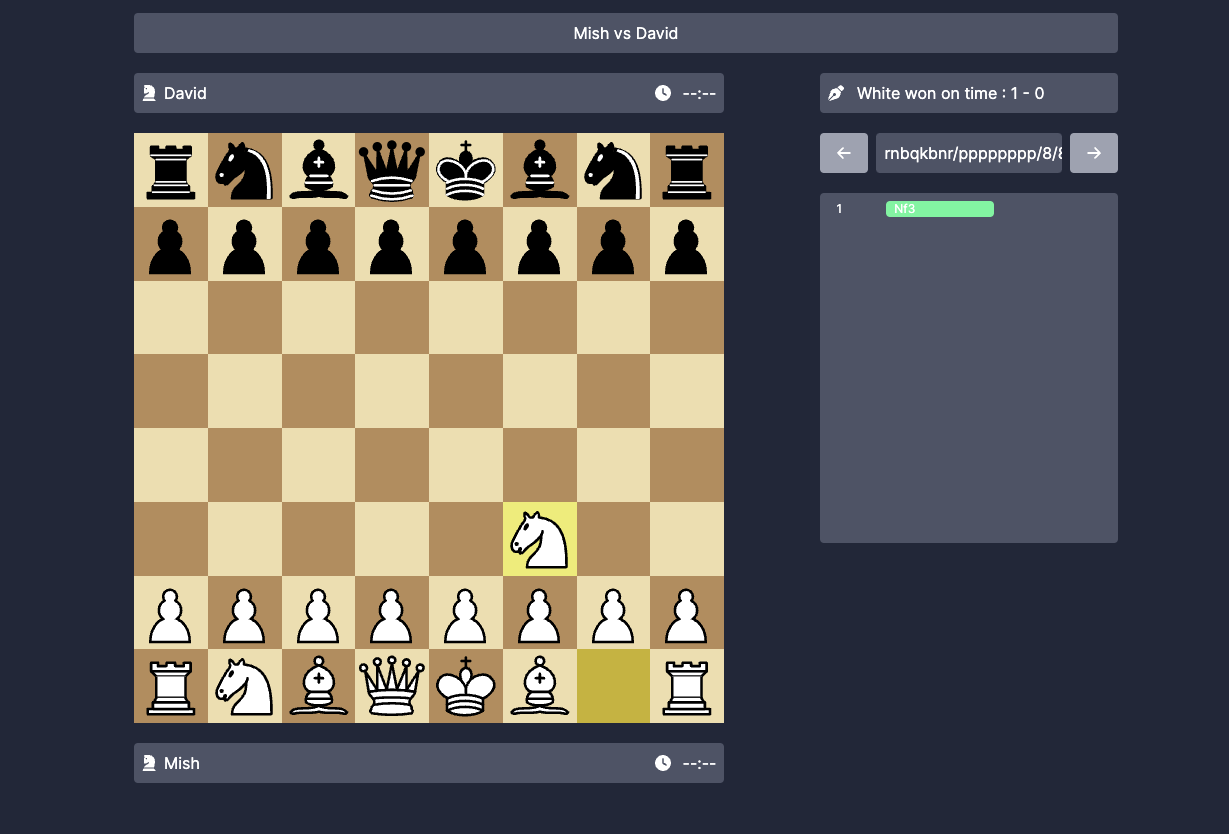 Mish vs David
David
--:--
White won on time : 1 - 0
rnbqkbnr/pppppppp/8/8
1
Nf3
Mish
--:--